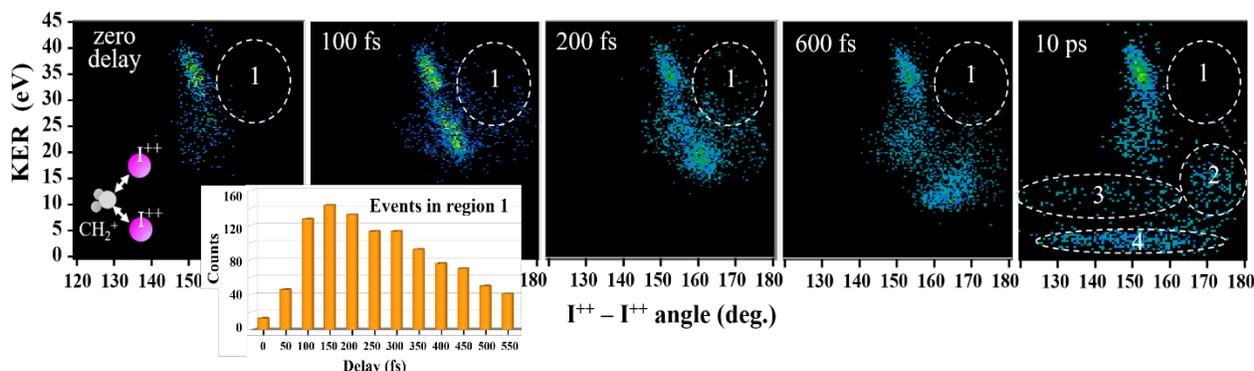 zero delay
100 fs
200 fs
600 fs
10 ps
KER (eV)
45
40
35
30
25
20
15
10
5
0
1
1
1
1
1
2
3
4
I++
I++
CH2+
120 130 140 150
180
130 140 150 160 170 180
130 140 150 160 170 180
130 140 150 160 170 180
I++ – I++ angle (deg.)
Events in region 1
Counts
160
120
80
40
0
0 50 100 150 200 250 300 350 400 450 500 550
Delay (fs)